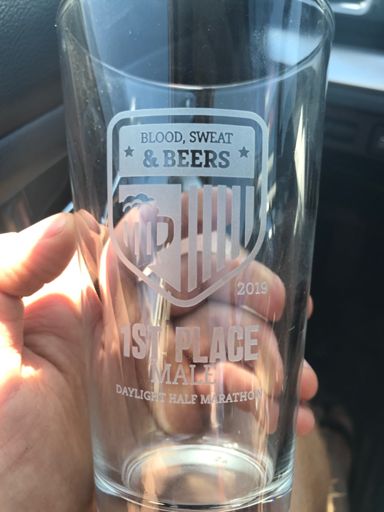 BLOOD, SWEAT
& BEERS
2019
1ST PLACE
MALE
DAYLIGHT HALF MARATHON